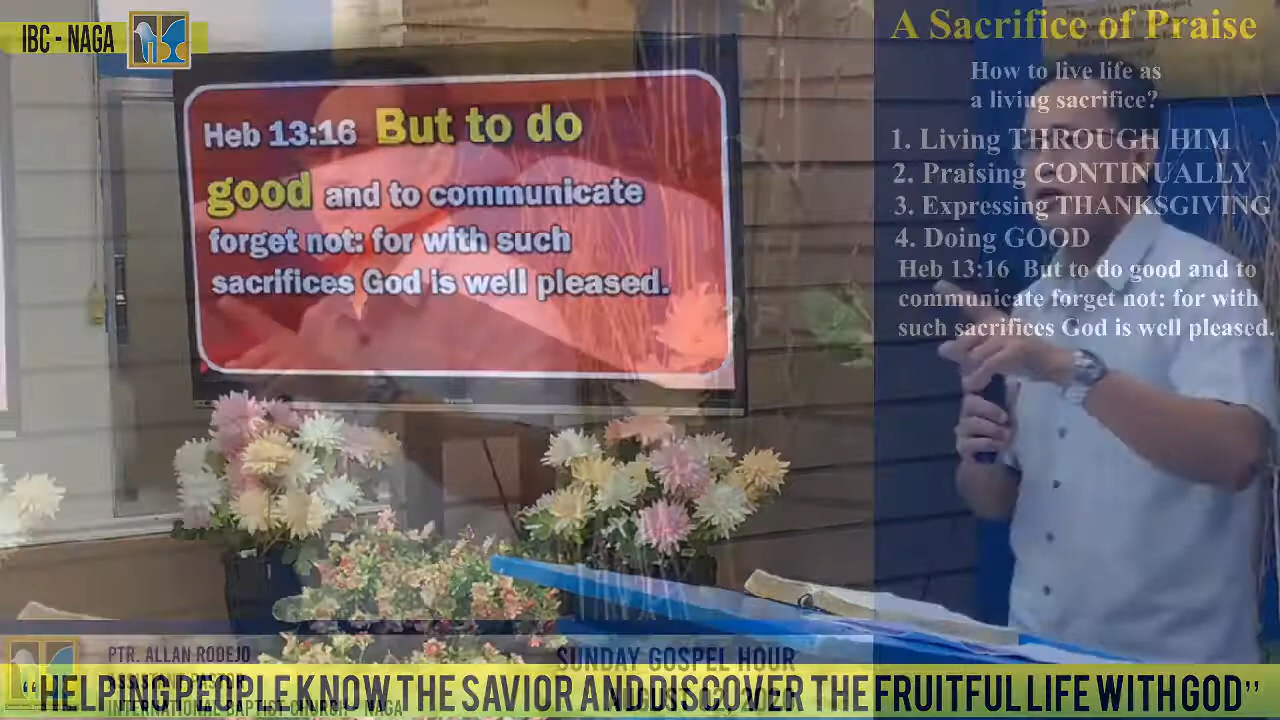 IBC - NAGA
Heb 13:16 But to do
good and to communicate
forget not: for with such
sacrifices God is well pleased.
A Sacrifice of Praise
How to live life as
a living sacrifice?
1. Living THROUGH HIM
2. Praising CONTINUALLY
3. Expressing THANKSGIVING
4. Doing GOOD
Heb 13:16 But to do good and to
communicate forget not: for with
such sacrifices God is well pleased.
PTR. ALLAN RODEJO
INTERNATIONAL BAPTIST CHURCH - NAGA
SUNDAY GOSPEL HOUR
"HELPING PEOPLE KNOW THE SAVIOR AND DISCOVER THE FRUITFUL LIFE WITH GOD"